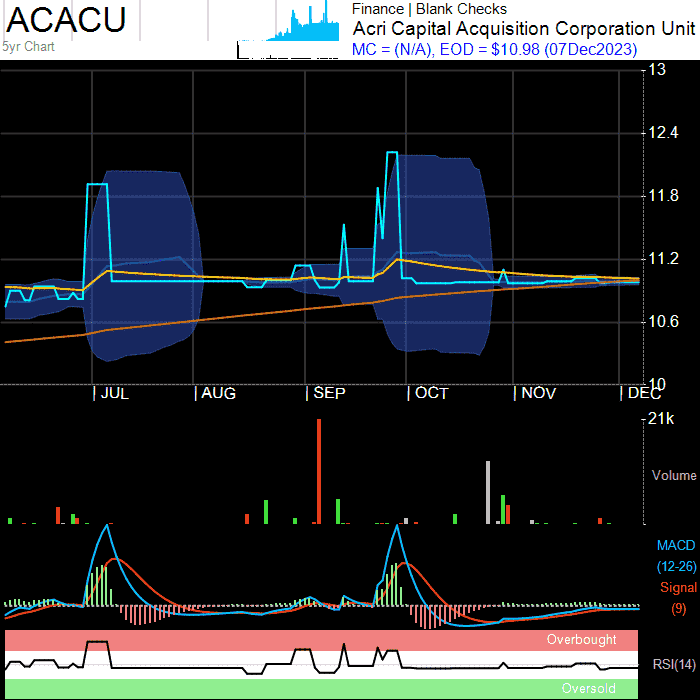 ACACU
5yr Chart
Finance | Blank Checks
Acri Capital Acquisition Corporation Unit
MC = (N/A), EOD = $10.98 (07Dec2023)
13
12.4
11.8
11.2
10.6
10
JUL
AUG
SEP
OCT
NOV
DEC
21k
Volume
MACD
(12-26)
Signal
(9)
Overbought
RSI(14)
Oversold